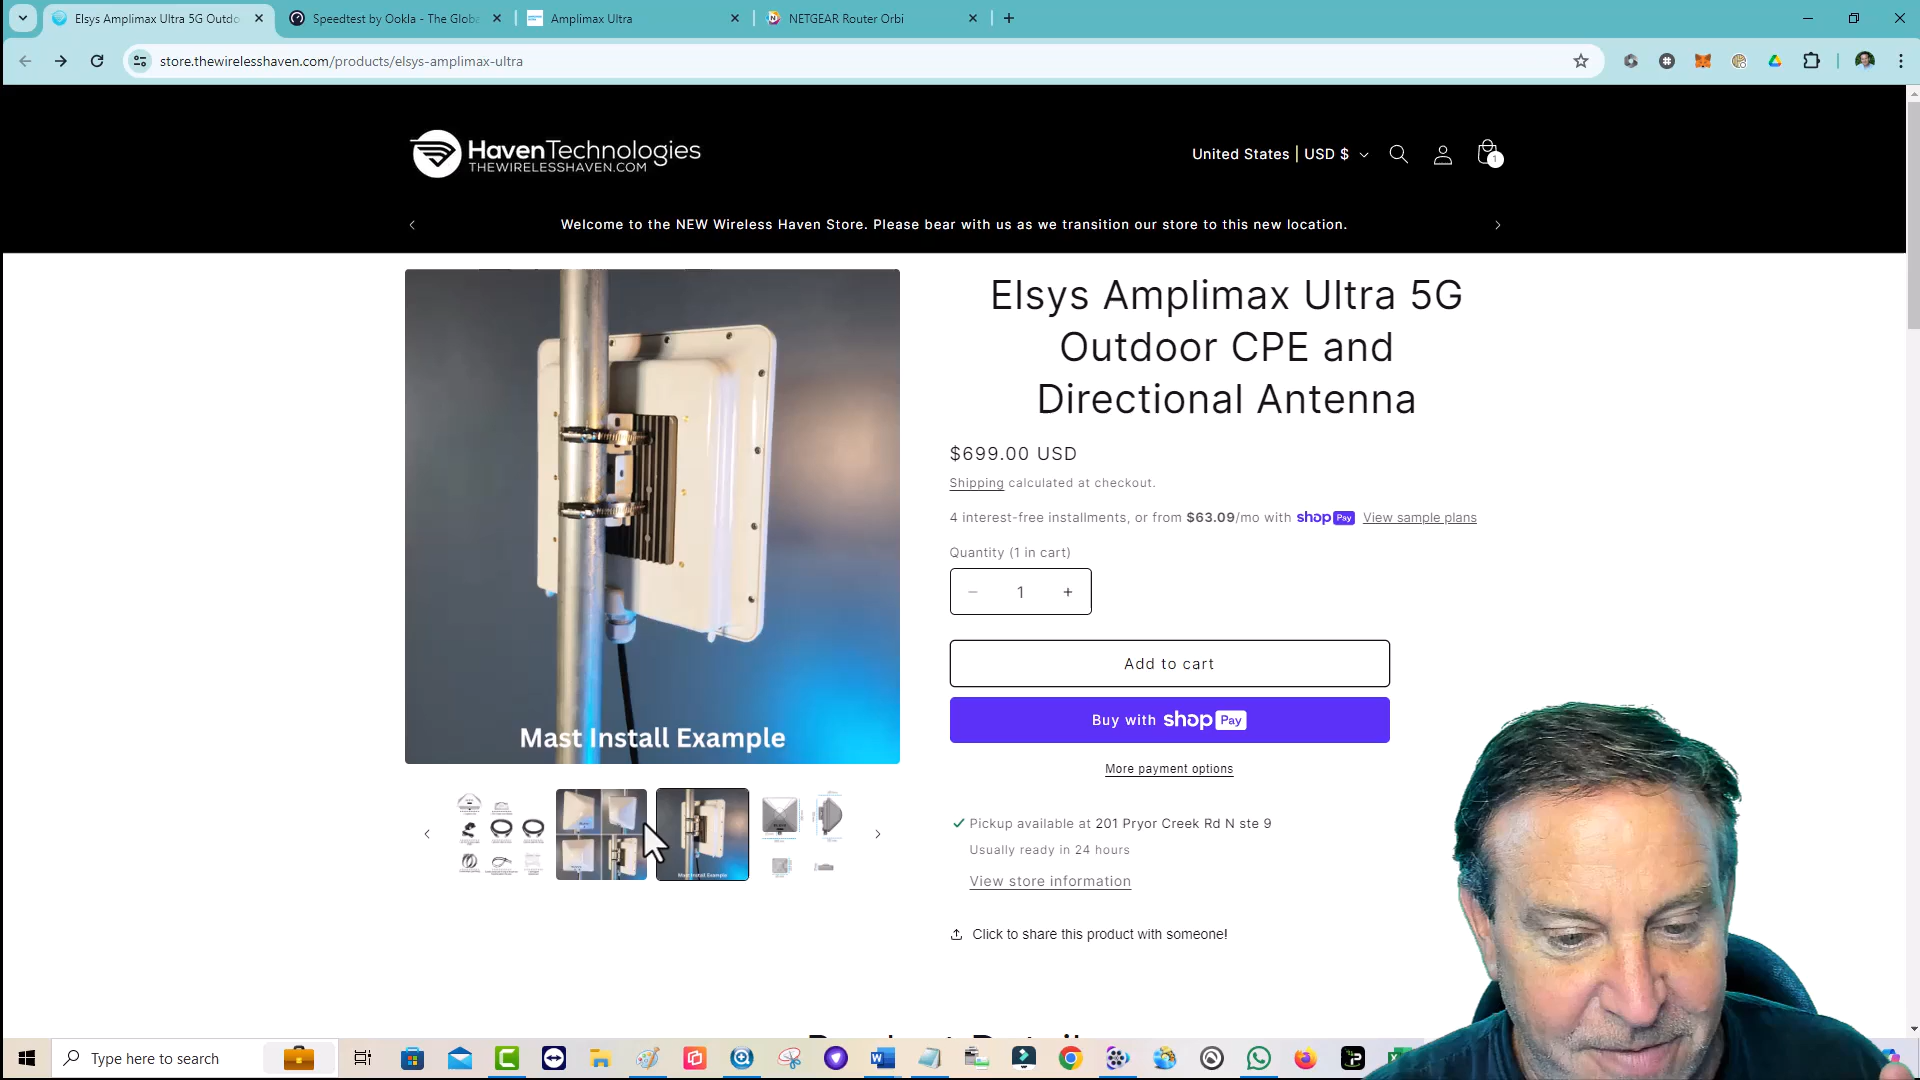 Elsys Amplimax Ultra 5G Outdo
Speedtest by Ookla - The Globa
Amplimax Ultra
NETGEAR Router Orbi
store.thewirelesshaven.com/products/elsys-amplimax-ultra
HavenTechnologies
THEWIRELESSHAVEN.COM
United States | USD $
1
Welcome to the NEW Wireless Haven Store. Please bear with us as we transition our store to this new location.
Elsys Amplimax Ultra 5G
Outdoor CPE and
Directional Antenna
$699.00 USD
Shipping calculated at checkout.
4 interest-free installments, or from $63.09/mo with shop Pay View sample plans
Quantity (1 in cart)
− 1 +
Add to cart
Buy with shop Pay
More payment options
Mast Install Example
Mast Install Example
Pickup available at 201 Pryor Creek Rd N ste 9
Usually ready in 24 hours
View store information
Click to share this product with someone!
Type here to search